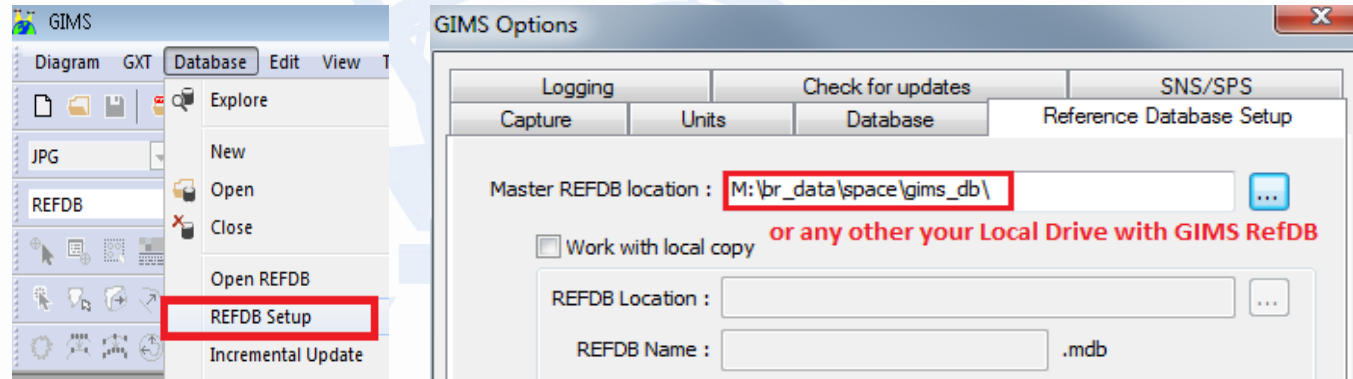 GIMS
Diagram GXT Database Edit View T
Explore
New
JPG
Open
REFDB
Close
Open REFDB
REFDB Setup
Incremental Update
GIMS Options
Logging Check for updates SNS/SPS
Capture Units Database Reference Database Setup
Master REFDB location : M:\br_data\space\gims_db\ ...
or any other your Local Drive with GIMS RefDB
Work with local copy
REFDB Location : ...
REFDB Name : .mdb